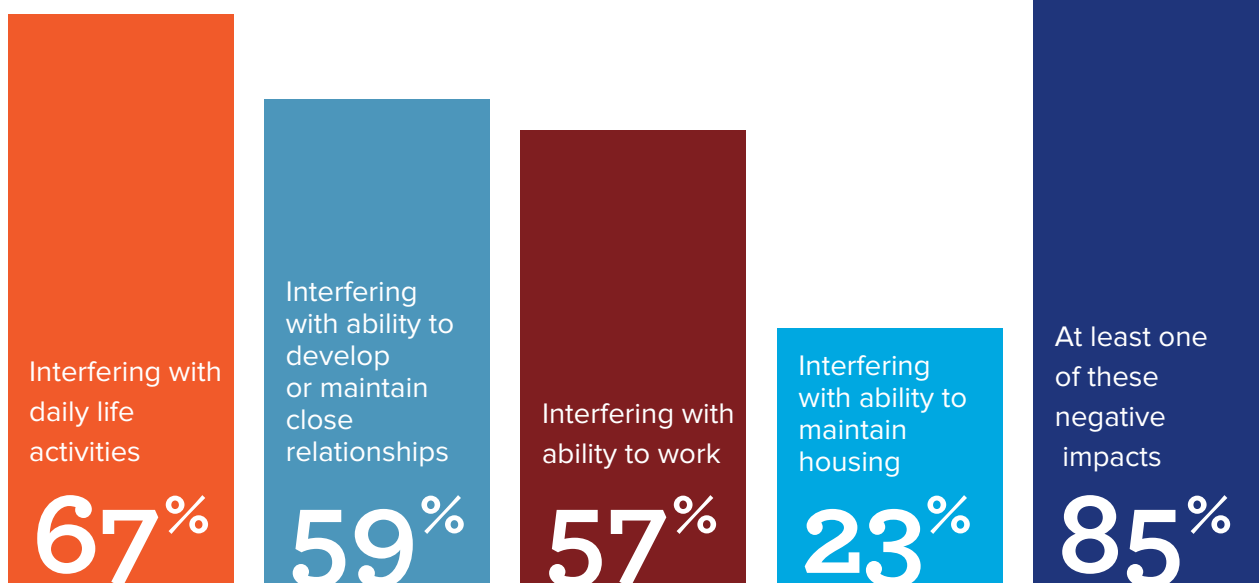 Interfering with
daily life
activities
67%
Interfering
with ability to
develop
or maintain
close
relationships
59%
Interfering with
ability to work
57%
Interfering
with ability to
maintain
housing
23%
At least one
of these
negative
impacts
85%